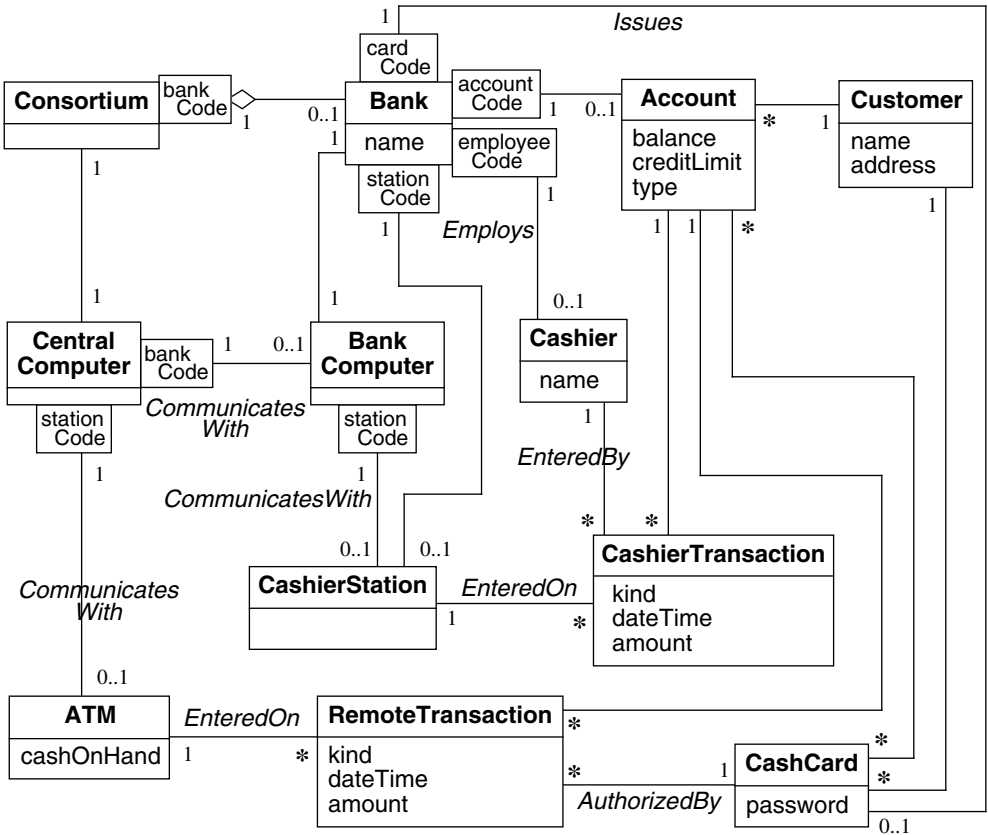 1
Issues
card
Code
Consortium
bank
Code
1
0..1
Bank
name
1
account
Code
1
0..1
employee
Code
1
station
Code
1
Account
balance
creditLimit
type
*
1
Customer
name
address
1
1
1
*
1
Employs
0..1
1
1
Central
Computer
bank
Code
1
0..1
Bank
Computer
station
Code
1
Communicates
With
station
Code
1
CommunicatesWith
Cashier
name
1
EnteredBy
*
*
0..1
0..1
CashierStation
EnteredOn
1
*
CashierTransaction
kind
dateTime
amount
Communicates
With
0..1
ATM
cashOnHand
EnteredOn
1
*
RemoteTransaction
kind
dateTime
amount
*
*
AuthorizedBy
1
CashCard
password
*
*
0..1